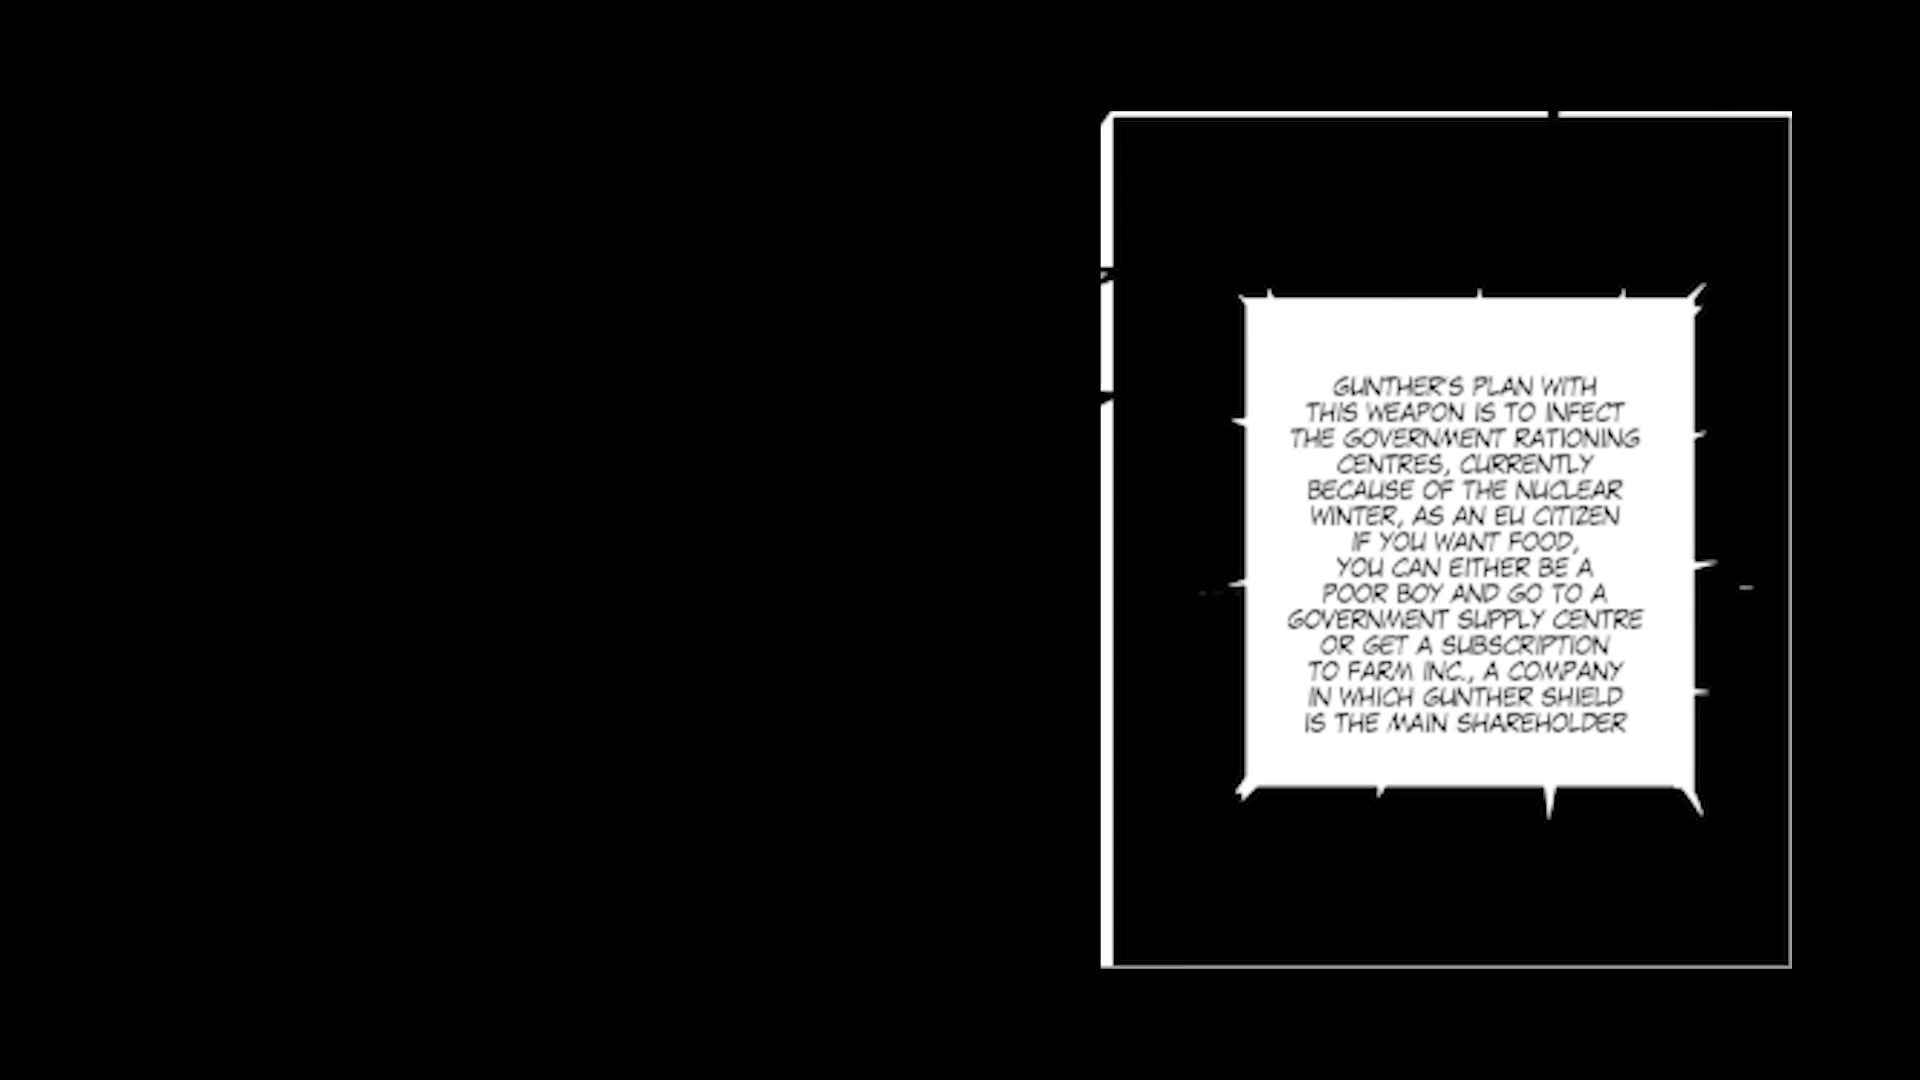 GUNTHER'S PLAN WITH
THIS WEAPON IS TO INFECT
THE GOVERNMENT RATIONING
CENTRES, CURRENTLY
BECAUSE OF THE NUCLEAR
WINTER, AS AN EU CITIZEN
IF YOU WANT FOOD,
YOU CAN EITHER BE A
POOR BOY AND GO TO A
GOVERNMENT SUPPLY CENTRE
OR GET A SUBSCRIPTION
TO FARM INC., A COMPANY
IN WHICH GUNTHER SHIELD
IS THE MAIN SHAREHOLDER